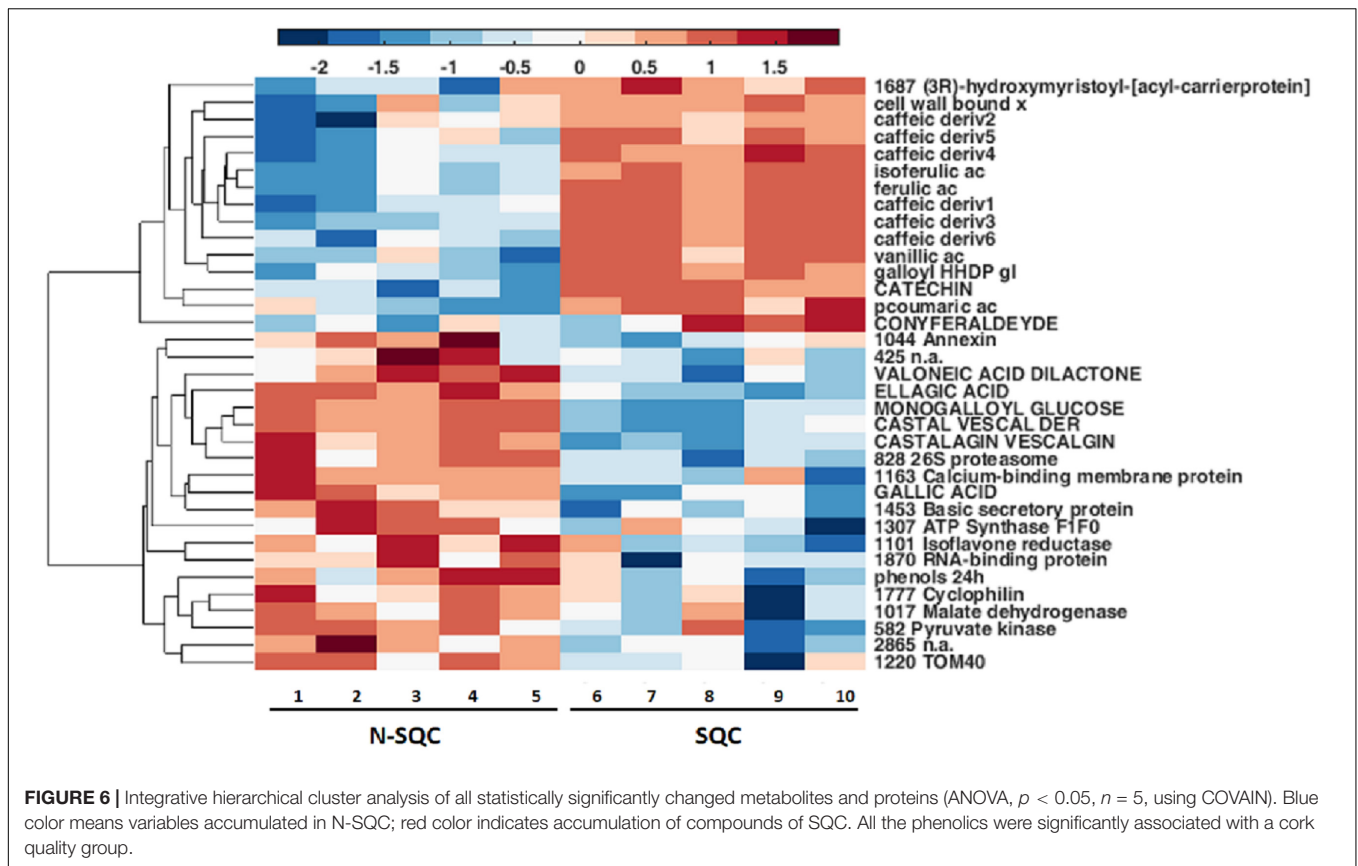 -2 -1.5 -1 -0.5 0 0.5 1 1.5
1687 (3R)-hydroxymyristoyl-[acyl-carrierprotein]
cell wall bound x
caffeic deriv2
caffeic deriv5
caffeic deriv4
isoferulic ac
ferulic ac
caffeic deriv1
caffeic deriv3
caffeic deriv6
vanillic ac
galloyl HHDP gl
CATECHIN
pcoumaric ac
CONYFERALDEYDE
1044 Annexin
425 n.a.
VALONEIC ACID DILACTONE
ELLAGIC ACID
MONOGALLOYL GLUCOSE
CASTAL VESCAL DER
CASTALAGIN VESCALGIN
828 26S proteasome
1163 Calcium-binding membrane protein
GALLIC ACID
1453 Basic secretory protein
1307 ATP Synthase F1F0
1101 Isoflavone reductase
1870 RNA-binding protein
phenols 24h
1777 Cyclophilin
1017 Malate dehydrogenase
582 Pyruvate kinase
2865 n.a.
1220 TOM40
1 2 3 4 5 6 7 8 9 10
N-SQC SQC
FIGURE 6 | Integrative hierarchical cluster analysis of all statistically significantly changed metabolites and proteins (ANOVA, p < 0.05, n = 5, using COVAIN). Blue
color means variables accumulated in N-SQC; red color indicates accumulation of compounds of SQC. All the phenolics were significantly associated with a cork
quality group.